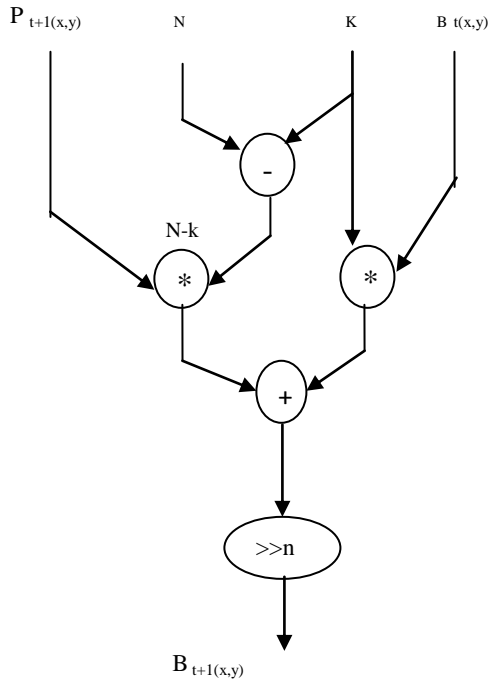 P t+1(x,y) N K B t(x,y)
-
N-k
* *
+
>>n
B t+1(x,y)